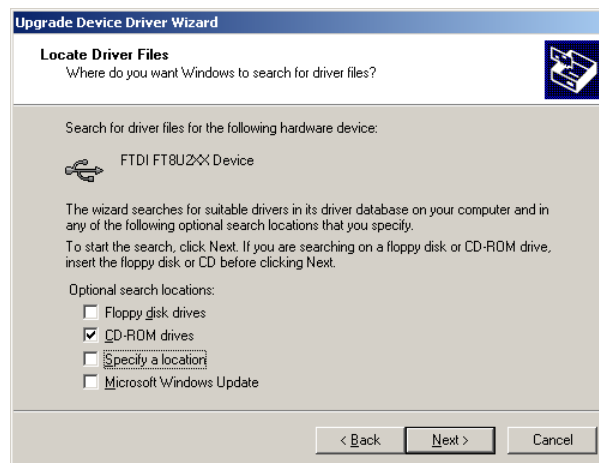 Upgrade Device Driver Wizard
Locate Driver Files
Where do you want Windows to search for driver files?
Search for driver files for the following hardware device:
FTDI FT8U2XX Device
The wizard searches for suitable drivers in its driver database on your computer and in
any of the following optional search locations that you specify.
To start the search, click Next. If you are searching on a floppy disk or CD-ROM drive,
insert the floppy disk or CD before clicking Next.
Optional search locations:
Floppy disk drives
CD-ROM drives
Specify a location
Microsoft Windows Update
< Back
Next >
Cancel